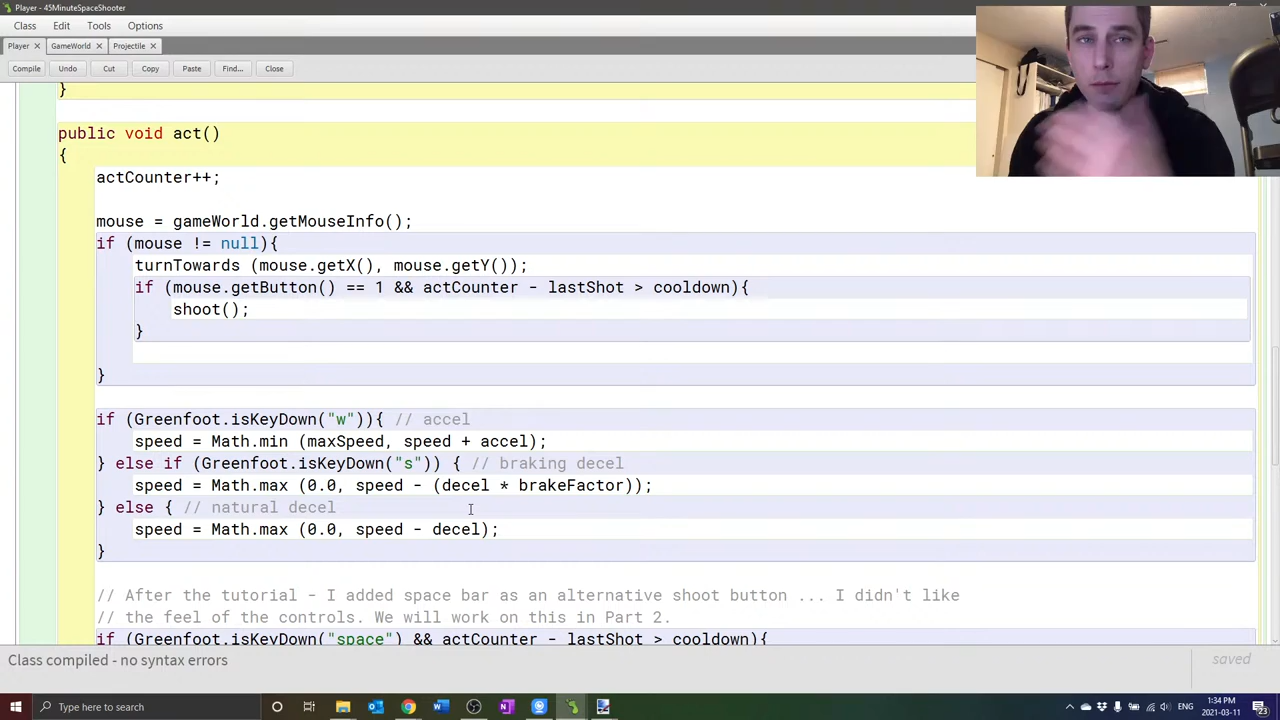 Player - 45MinuteSpaceShooter
Class Edit Tools Options
Player GameWorld Projectile
Compile Undo Cut Copy Paste Find... Close
}
public void act()
{
actCounter++;
mouse = gameWorld.getMouseInfo();
if (mouse != null){
turnTowards (mouse.getX(), mouse.getY());
if (mouse.getButton() == 1 && actCounter - lastShot > cooldown){
shoot();
}
}
if (Greenfoot.isKeyDown("w")){ // accel
speed = Math.min (maxSpeed, speed + accel);
} else if (Greenfoot.isKeyDown("s")) { // braking decel
speed = Math.max (0.0, speed - (decel * brakeFactor));
} else { // natural decel
speed = Math.max (0.0, speed - decel);
}
// After the tutorial - I added space bar as an alternative shoot button ... I didn't like
// the feel of the controls. We will work on this in Part 2.
if (Greenfoot.isKeyDown("space") && actCounter - lastShot > cooldown){
Class compiled - no syntax errors
saved
Type here to search
ENG
1:34 PM
2021-03-11
23